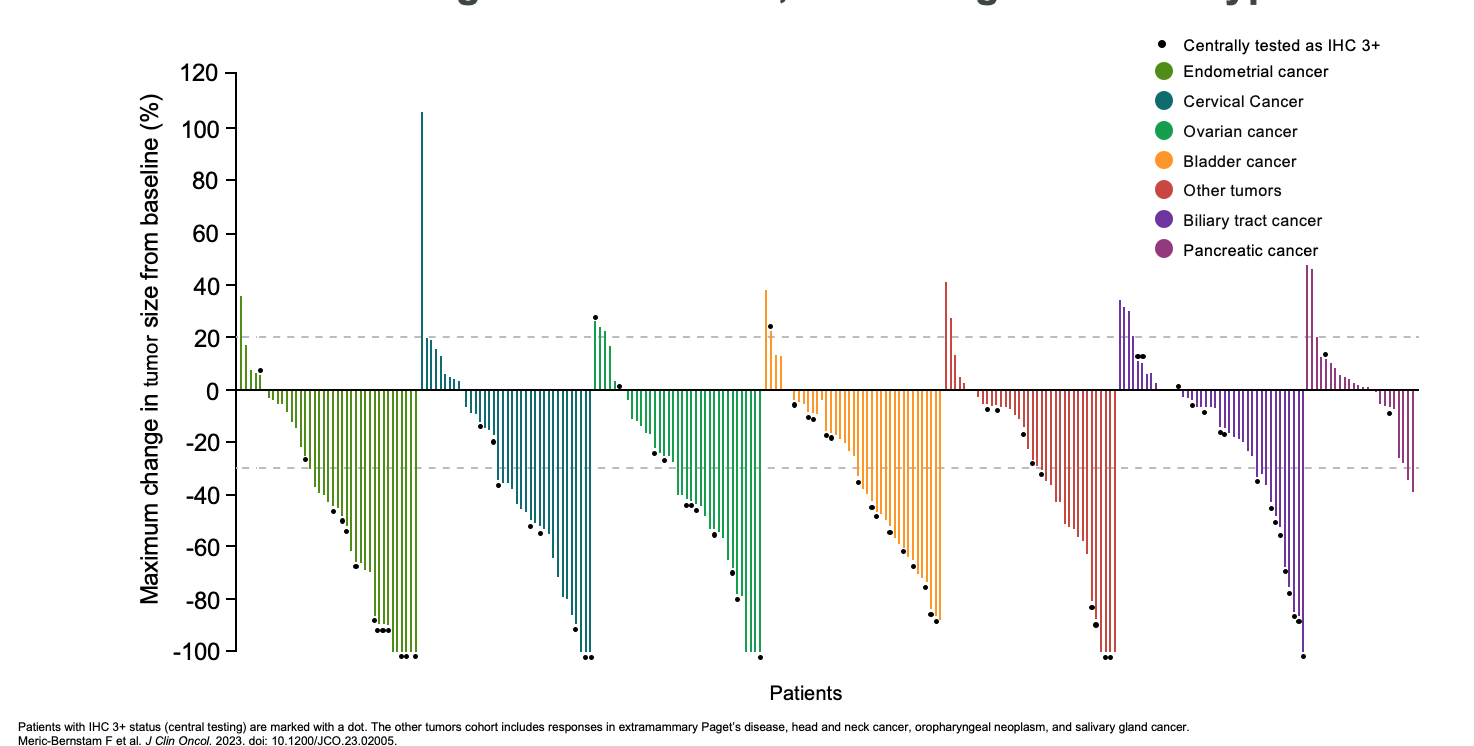 Centrally tested as IHC 3+
Endometrial cancer
Cervical Cancer
Ovarian cancer
Bladder cancer
Other tumors
Biliary tract cancer
Pancreatic cancer
Maximum change in tumor size from baseline (%)
120
100
80
60
40
20
0
-20
-40
-60
-80
-100
Patients
Patients with IHC 3+ status (central testing) are marked with a dot. The other tumors cohort includes responses in extramammary Paget's disease, head and neck cancer, oropharyngeal neoplasm, and salivary gland cancer.
Meric-Bernstam F et al. J Clin Oncol. 2023. doi: 10.1200/JCO.23.02005.